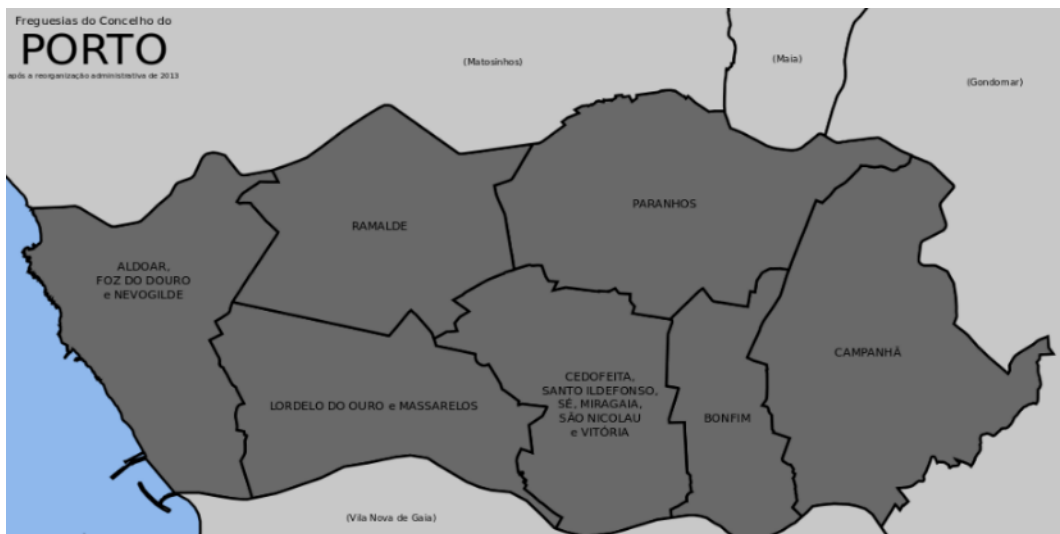 Freguesias do Concelho do
PORTO
após a reorganização administrativa de 2013
(Matosinhos)
(Maia)
(Gondomar)
PARANHOS
RAMALDE
ALDOAR,
FOZ DO DOURO
e NEVOGILDE
CAMPANHÃ
CEDOFEITA,
SANTO ILDEFONSO,
SÉ, MIRAGAIA,
SÃO NICOLAU
e VITÓRIA
LORDELO DO OURO e MASSARELOS
BONFIM
(Vila Nova de Gaia)